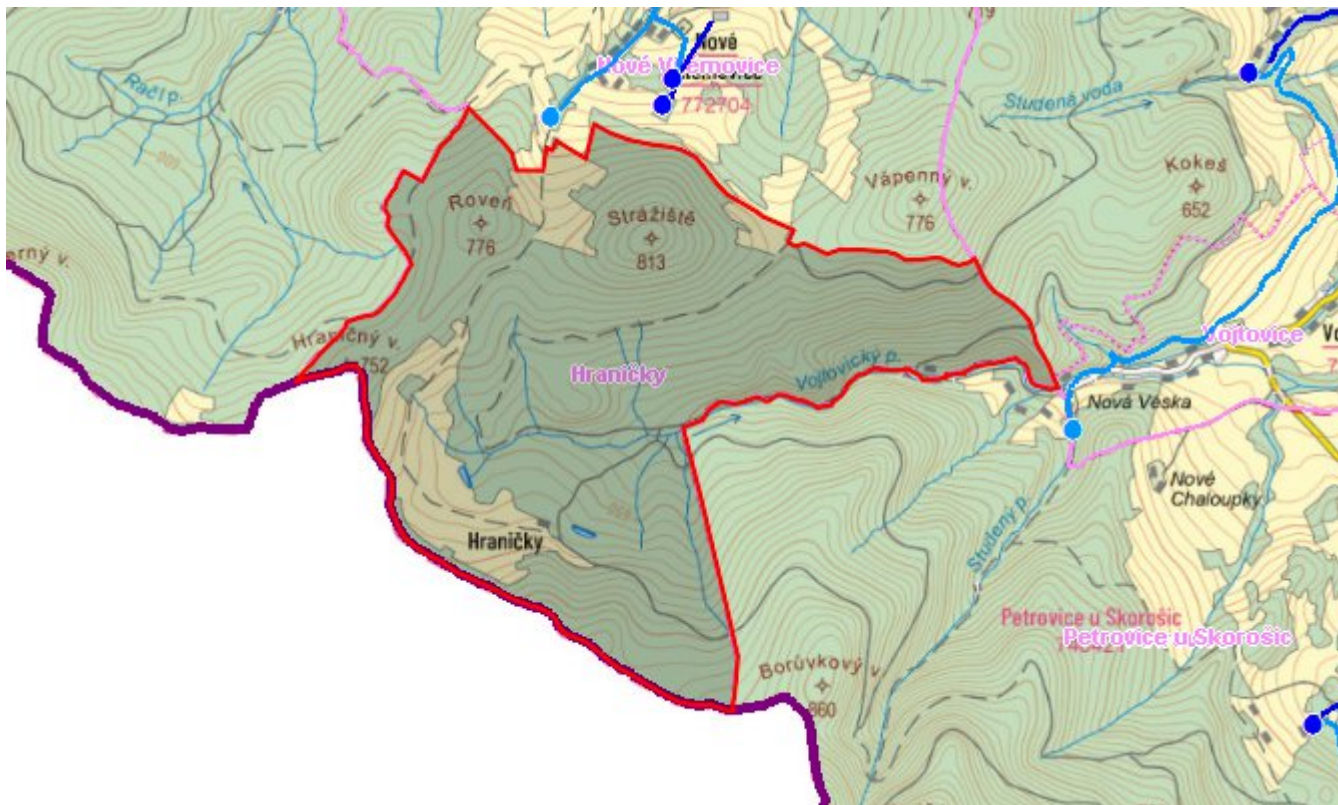 Nové
Nové Vilémovice
772704
Račí p.
Studená voda
Kokeš
652
Vápenný v.
776
Roveň
776
Strážiště
813
Hraničný v.
752
Hraničky
Vojtovický p.
Vojtovice
Nová Véska
Nové
Chaloupky
Hraničky
Studený p.
Petrovice u Skorošic
Petrovice u Skorošic
Borůvkový v.
860